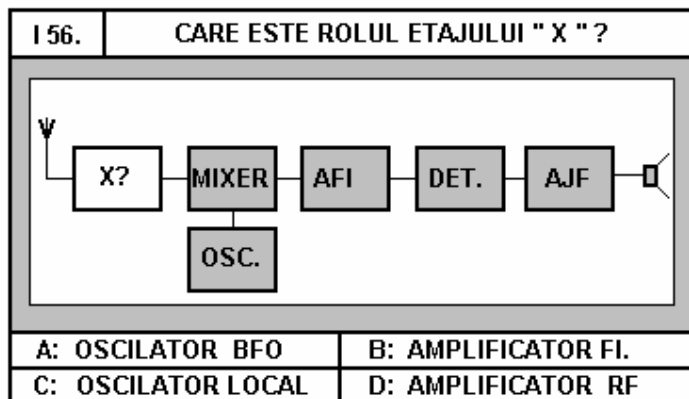 I 56. CARE ESTE ROLUL ETAJULUI " X " ?
X? MIXER AFI DET. AJF
OSC.
A: OSCILATOR BFO B: AMPLIFICATOR FI.
C: OSCILATOR LOCAL D: AMPLIFICATOR RF